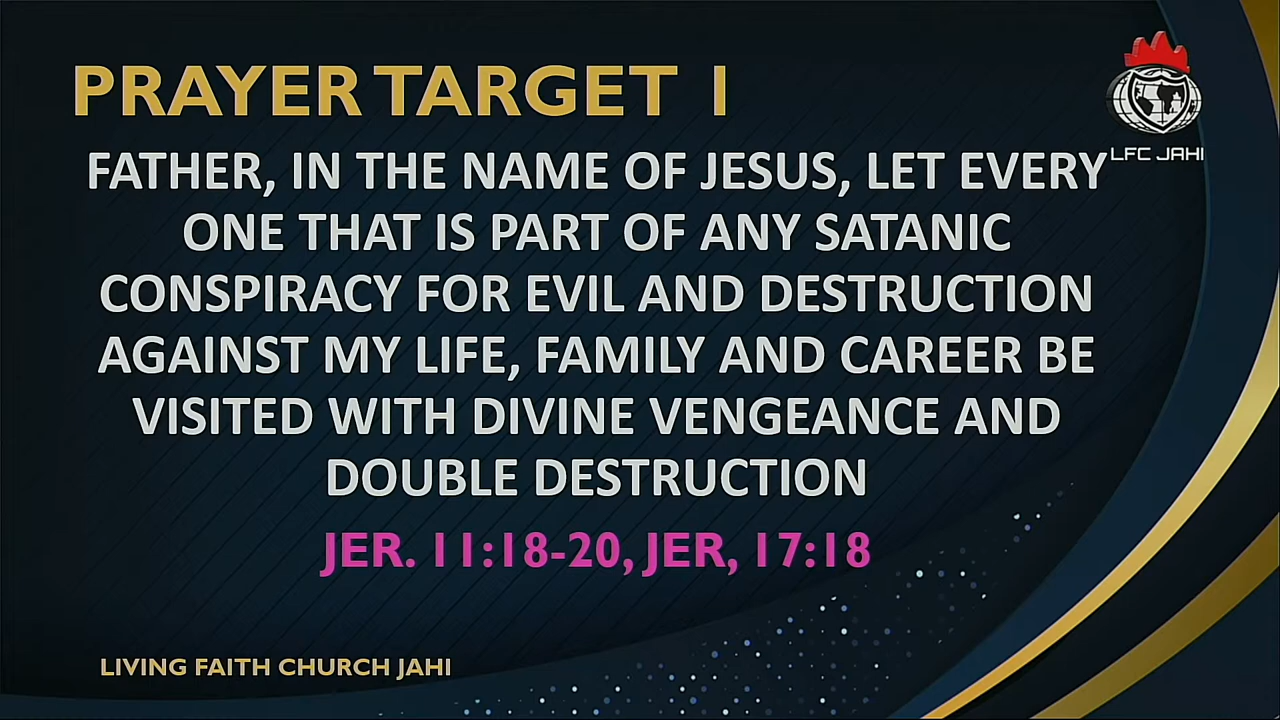 PRAYER TARGET 1
LFC JAHI
FATHER, IN THE NAME OF JESUS, LET EVERY
ONE THAT IS PART OF ANY SATANIC
CONSPIRACY FOR EVIL AND DESTRUCTION
AGAINST MY LIFE, FAMILY AND CAREER BE
VISITED WITH DIVINE VENGEANCE AND
DOUBLE DESTRUCTION
JER. 11:18-20, JER, 17:18
LIVING FAITH CHURCH JAHI